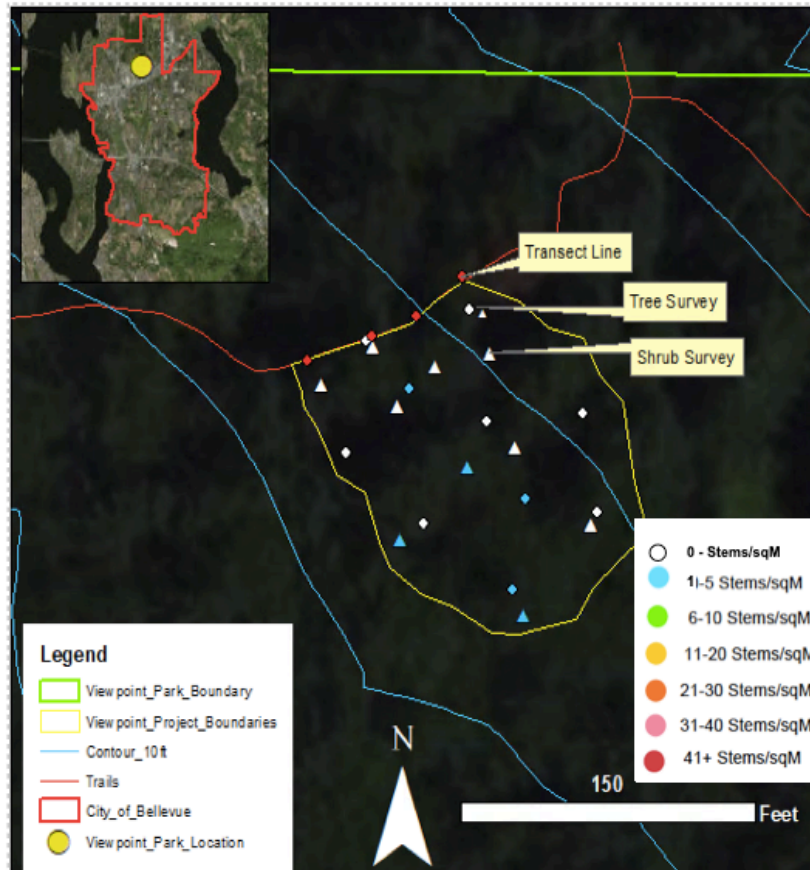 Transect Line
Tree Survey
Shrub Survey
0 - Stems/sqM
1-5 Stems/sqM
6-10 Stems/sqM
11-20 Stems/sqM
21-30 Stems/sqM
31-40 Stems/sqM
41+ Stems/sqM
Legend
Viewpoint_Park_Boundary
Viewpoint_Project_Boundaries
Contour_10ft
Trails
City_of_Bellevue
Viewpoint_Park_Location
N
150
Feet